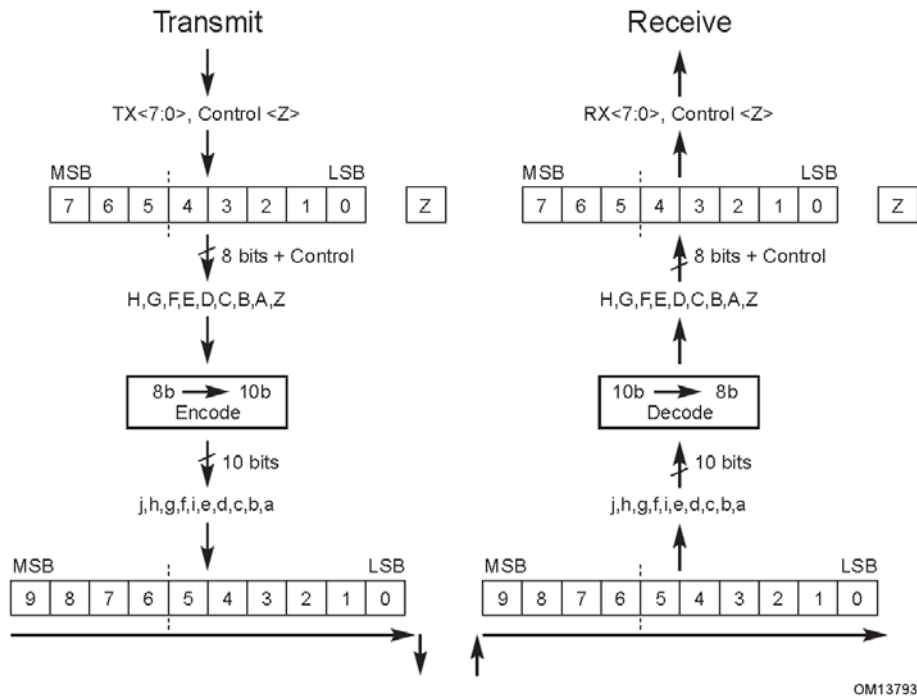 Transmit
TX<7:0>, Control <Z>
MSB LSB
7 6 5 4 3 2 1 0 Z
8 bits + Control
H,G,F,E,D,C,B,A,Z
8b 10b
Encode
10 bits
j,h,g,f,i,e,d,c,b,a
MSB LSB
9 8 7 6 5 4 3 2 1 0
Receive
RX<7:0>, Control <Z>
MSB LSB
7 6 5 4 3 2 1 0 Z
8 bits + Control
H,G,F,E,D,C,B,A,Z
10b 8b
Decode
10 bits
j,h,g,f,i,e,d,c,b,a
MSB LSB
9 8 7 6 5 4 3 2 1 0
OM13793